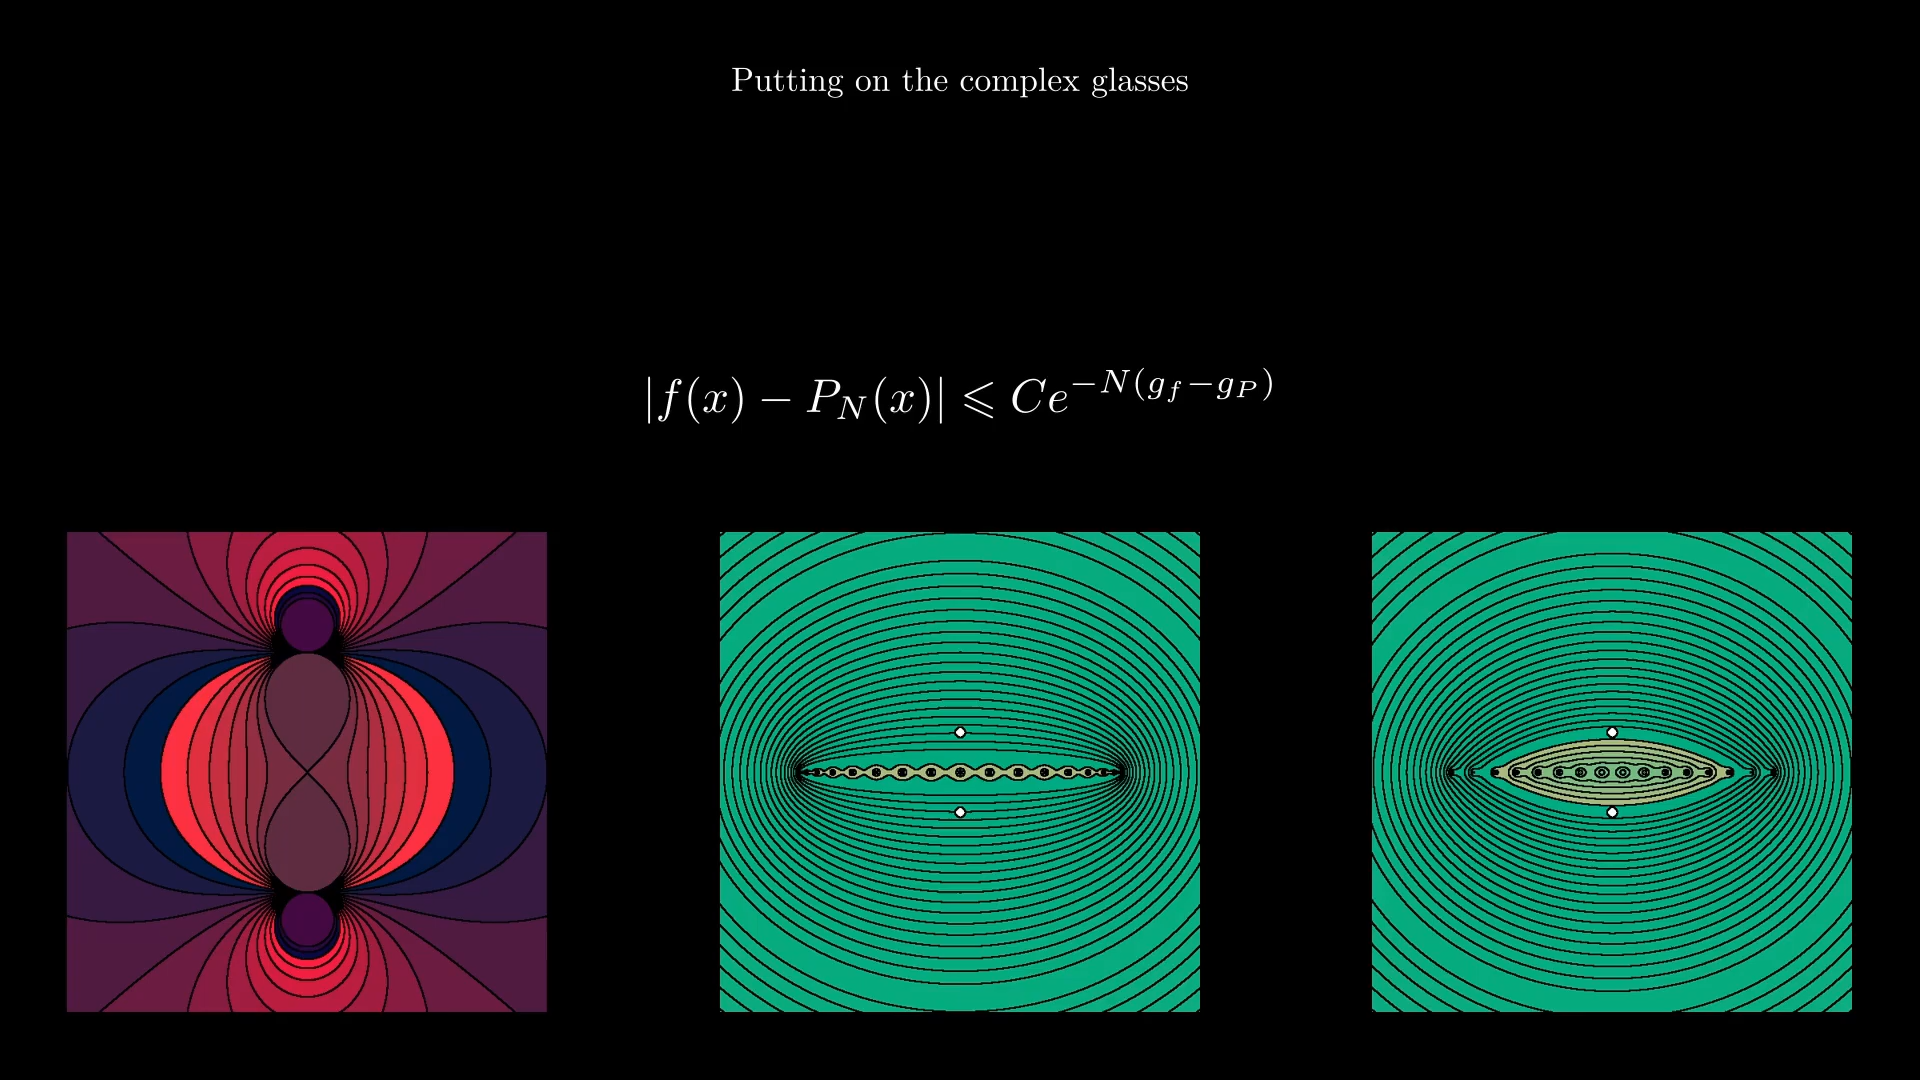 Putting on the complex glasses
|f(x) − P_N(x)| ⩽ Ce^{−N(g_f−g_P)}